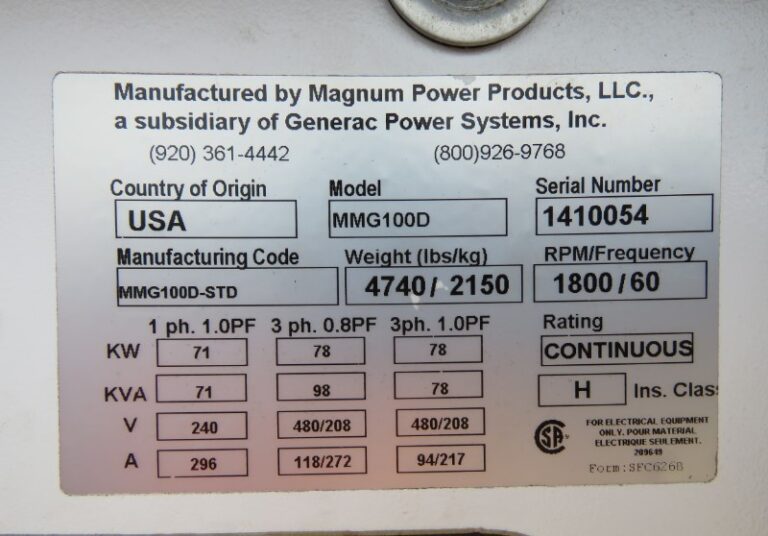 Manufactured by Magnum Power Products, LLC.,
a subsidiary of Generac Power Systems, Inc.
(920) 361-4442 (800)926-9768
Country of Origin Model Serial Number
USA MMG100D 1410054
Manufacturing Code Weight (lbs/kg) RPM/Frequency
MMG100D-STD 4740/ 2150 1800/60
1 ph. 1.0PF 3 ph. 0.8PF 3ph. 1.0PF Rating
KW 71 78 78 CONTINUOUS
KVA 71 98 78 H Ins. Clas
V 240 480/208 480/208
A 296 118/272 94/217
SA
FOR ELECTRICAL EQUIPMENT
ONLY. POUR MATERIAL
ELECTRIQUE SEULEMENT.
209649
Form:SFC626B